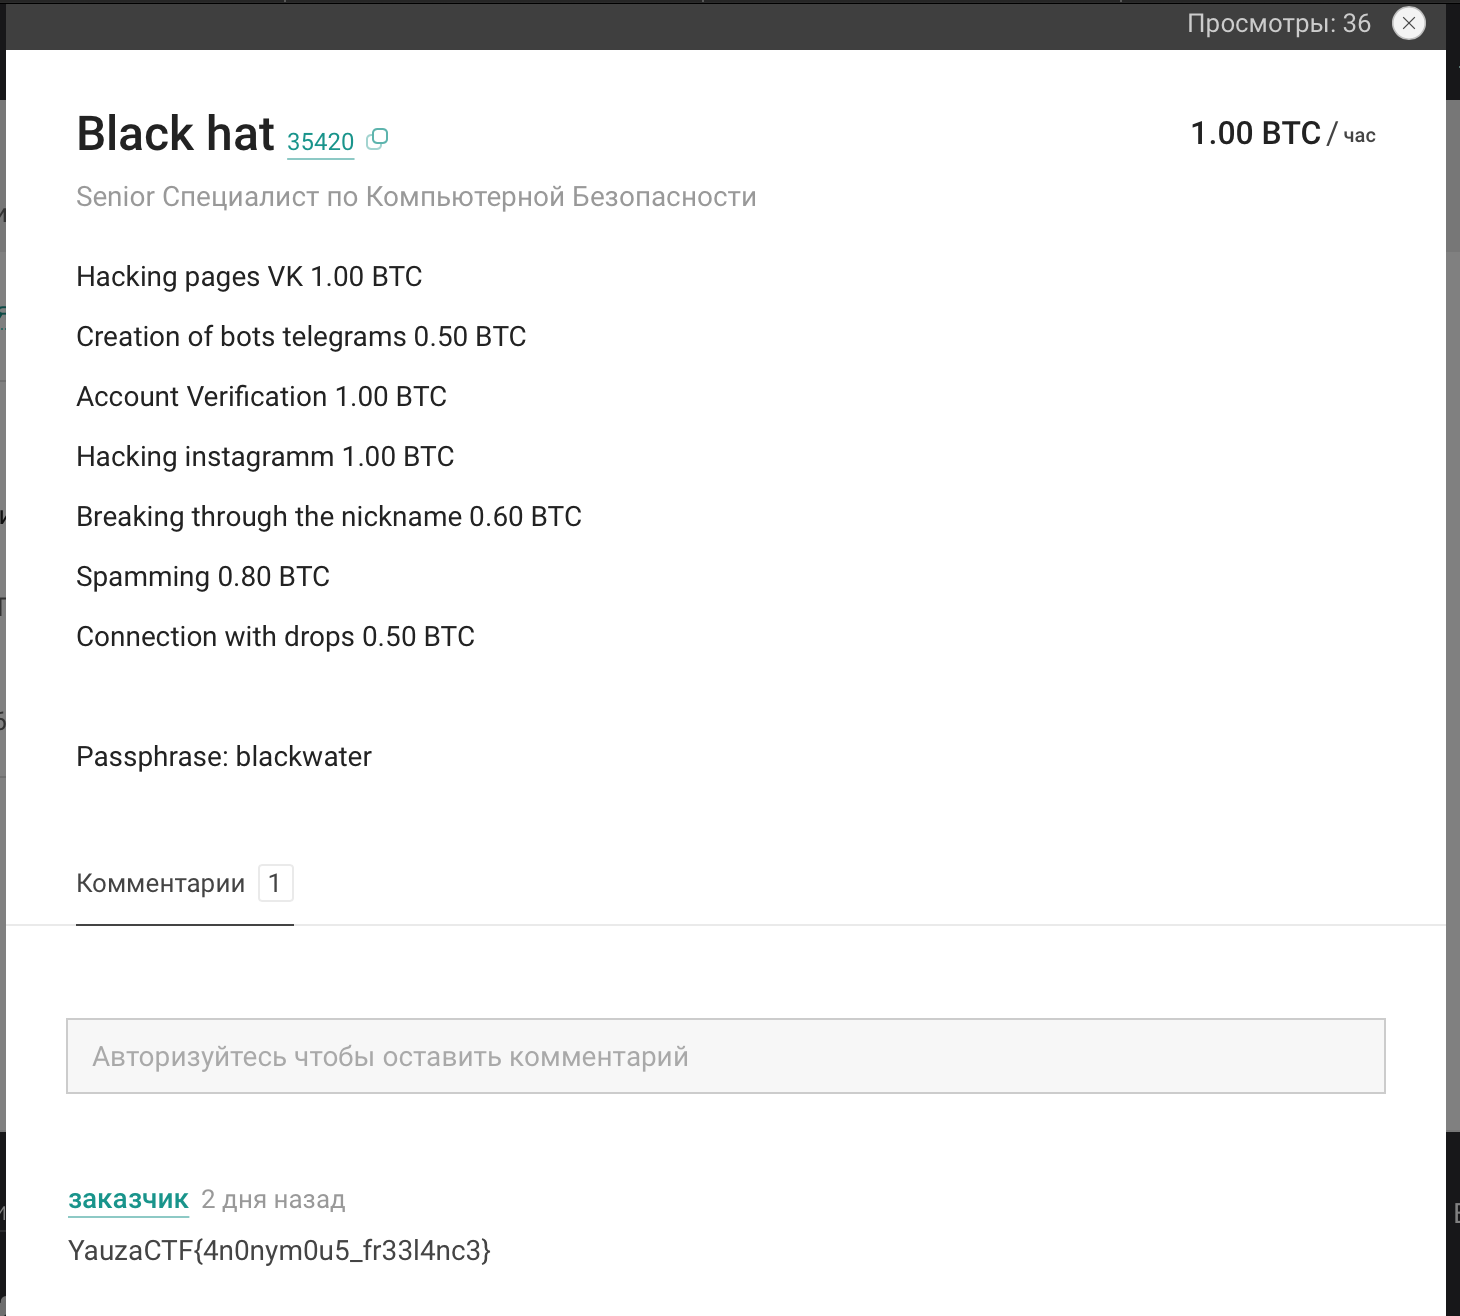 Просмотры: 36
Black hat 35420
1.00 BTC / час
Senior Специалист по Компьютерной Безопасности
Hacking pages VK 1.00 BTC
Creation of bots telegrams 0.50 BTC
Account Verification 1.00 BTC
Hacking instagramm 1.00 BTC
Breaking through the nickname 0.60 BTC
Spamming 0.80 BTC
Connection with drops 0.50 BTC
Passphrase: blackwater
Комментарии 1
Авторизуйтесь чтобы оставить комментарий
заказчик 2 дня назад
YauzaCTF{4n0nym0u5_fr33l4nc3}